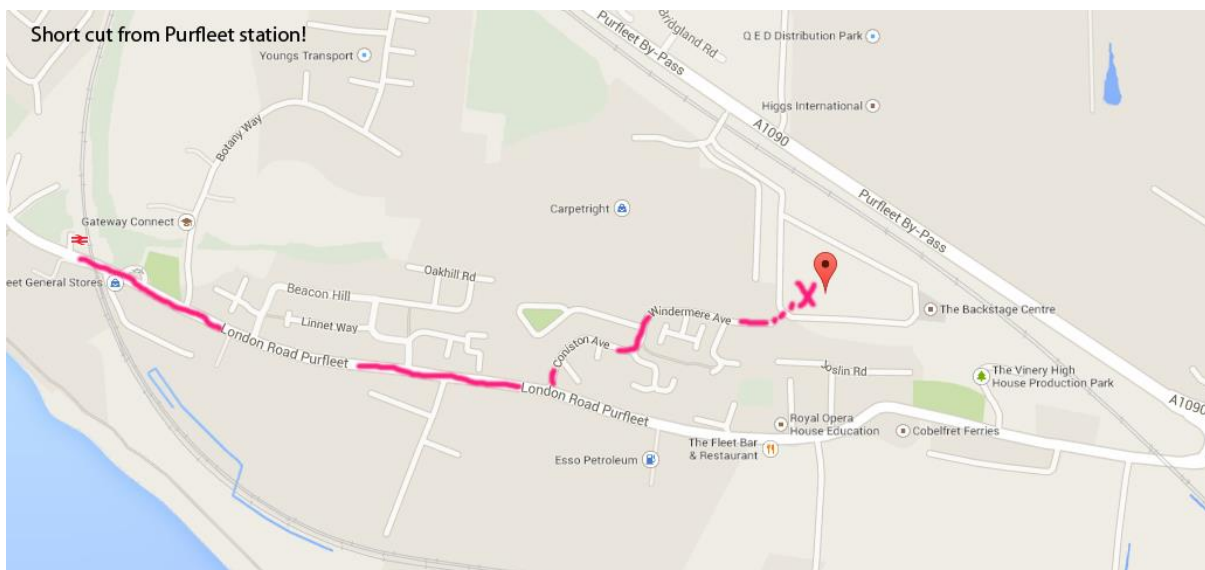 Short cut from Purfleet station!
Bridgland Rd
Q E D Distribution Park
Youngs Transport
Purfleet By-Pass
Higgs International
A1090
Botany Way
Purfleet By-Pass
Carpetright
Gateway Connect
Oakhill Rd
eet General Stores
Beacon Hill
Windermere Ave
X
The Backstage Centre
Linnet Way
London Road Purfleet
Coniston Ave
Joslin Rd
The Vinery High
House Production Park
A1090
London Road Purfleet
Royal Opera
House Education
Cobelfret Ferries
The Fleet Bar
& Restaurant
Esso Petroleum